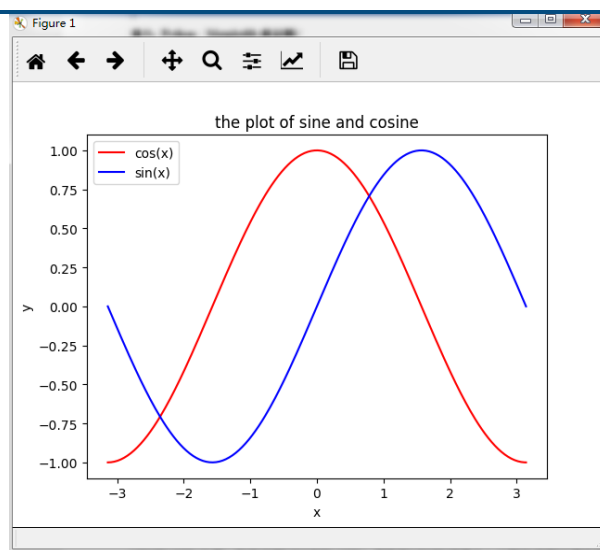 Figure 1
the plot of sine and cosine
cos(x)
sin(x)
1.00
0.75
0.50
0.25
0.00
−0.25
−0.50
−0.75
−1.00
y
−3 −2 −1 0 1 2 3
x